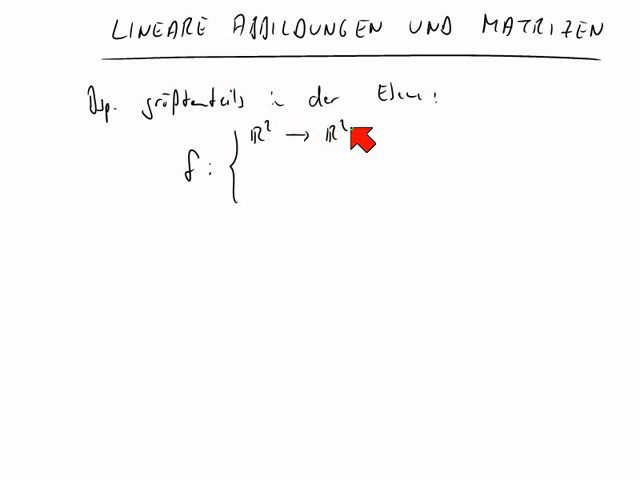 LINEARE ABBILDUNGEN UND MATRIZEN
Bsp. größtenteils in der Ebene:
ℝ² → ℝ²
f: {